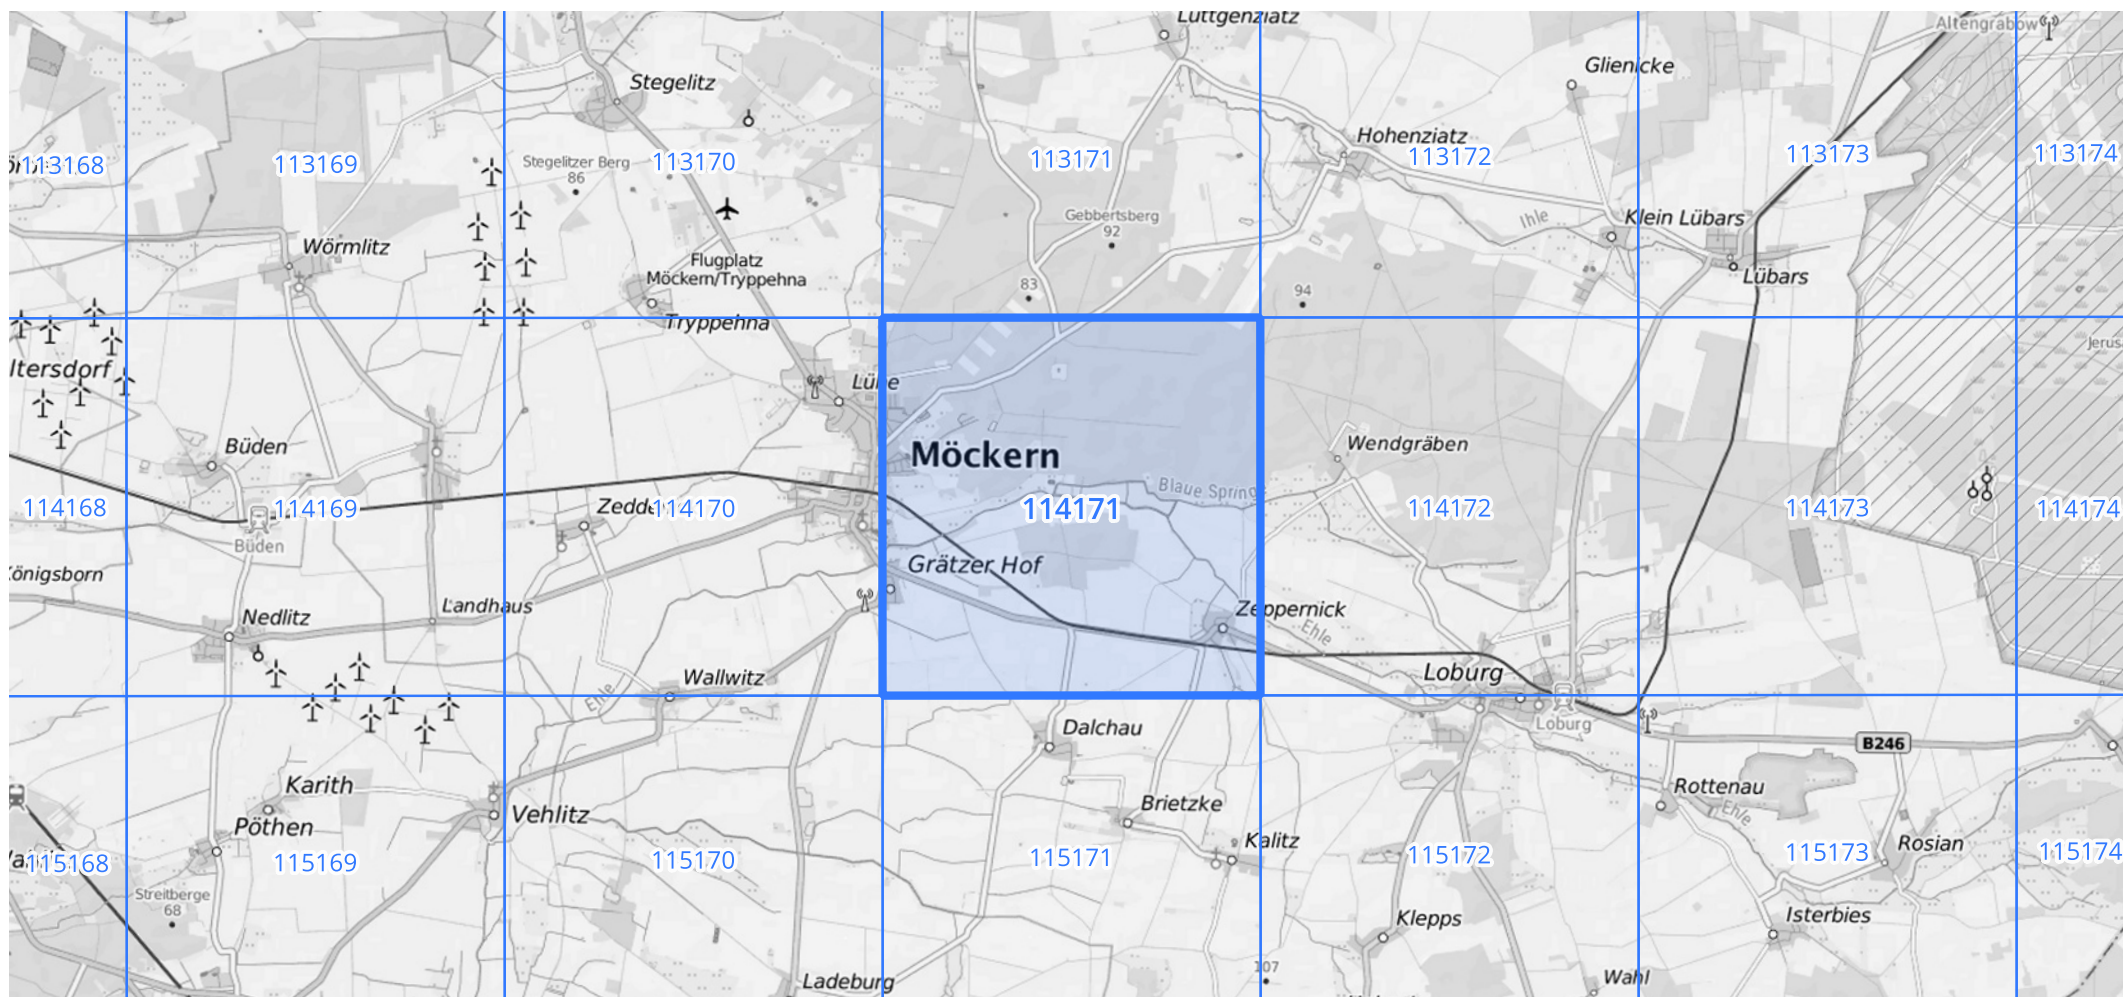 Lüttgenziatz
Altengrabow
Stegelitz
Glienicke
Hohenziatz
Stegelitzer Berg
86
113168
113169
113170
113171
113172
113173
113174
Gebbertsberg
92
Ihle
Klein Lübars
Wörmlitz
Flugplatz
Möckern/Tryppehna
Lübars
83
94
Tryppehna
Jerus
ltersdorf
Büden
Möckern
Wendgräben
Blaue Spring
114168
114169
Zedde
114170
114171
114172
114173
114174
Büden
Königsborn
Grätzer Hof
Nedlitz
Landhaus
Zeppernick
Ehle
Wallwitz
Loburg
Ehle
Loburg
Dalchau
B246
Karith
Rottenau
Pöthen
Vehlitz
Brietzke
Ehle
Kalitz
Rosian
115168
115169
115170
115171
115172
115173
115174
Streitberge
68
Klepps
Isterbies
107
Ladeburg
Wahl